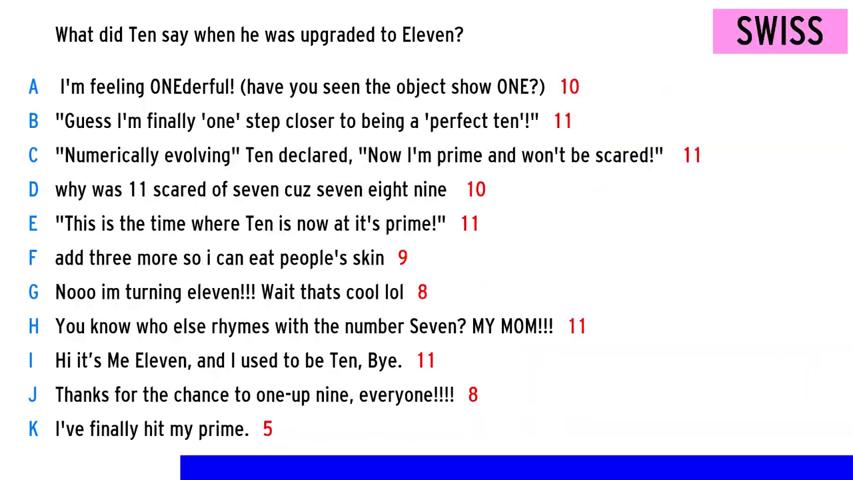 What did Ten say when he was upgraded to Eleven?
SWISS
A I'm feeling ONEderful! (have you seen the object show ONE?) 10
B "Guess I'm finally 'one' step closer to being a 'perfect ten'!" 11
C "Numerically evolving" Ten declared, "Now I'm prime and won't be scared!" 11
D why was 11 scared of seven cuz seven eight nine 10
E "This is the time where Ten is now at it's prime!" 11
F add three more so i can eat people's skin 9
G Nooo im turning eleven!!! Wait thats cool lol 8
H You know who else rhymes with the number Seven? MY MOM!!! 11
I Hi it’s Me Eleven, and I used to be Ten, Bye. 11
J Thanks for the chance to one-up nine, everyone!!!! 8
K I've finally hit my prime. 5